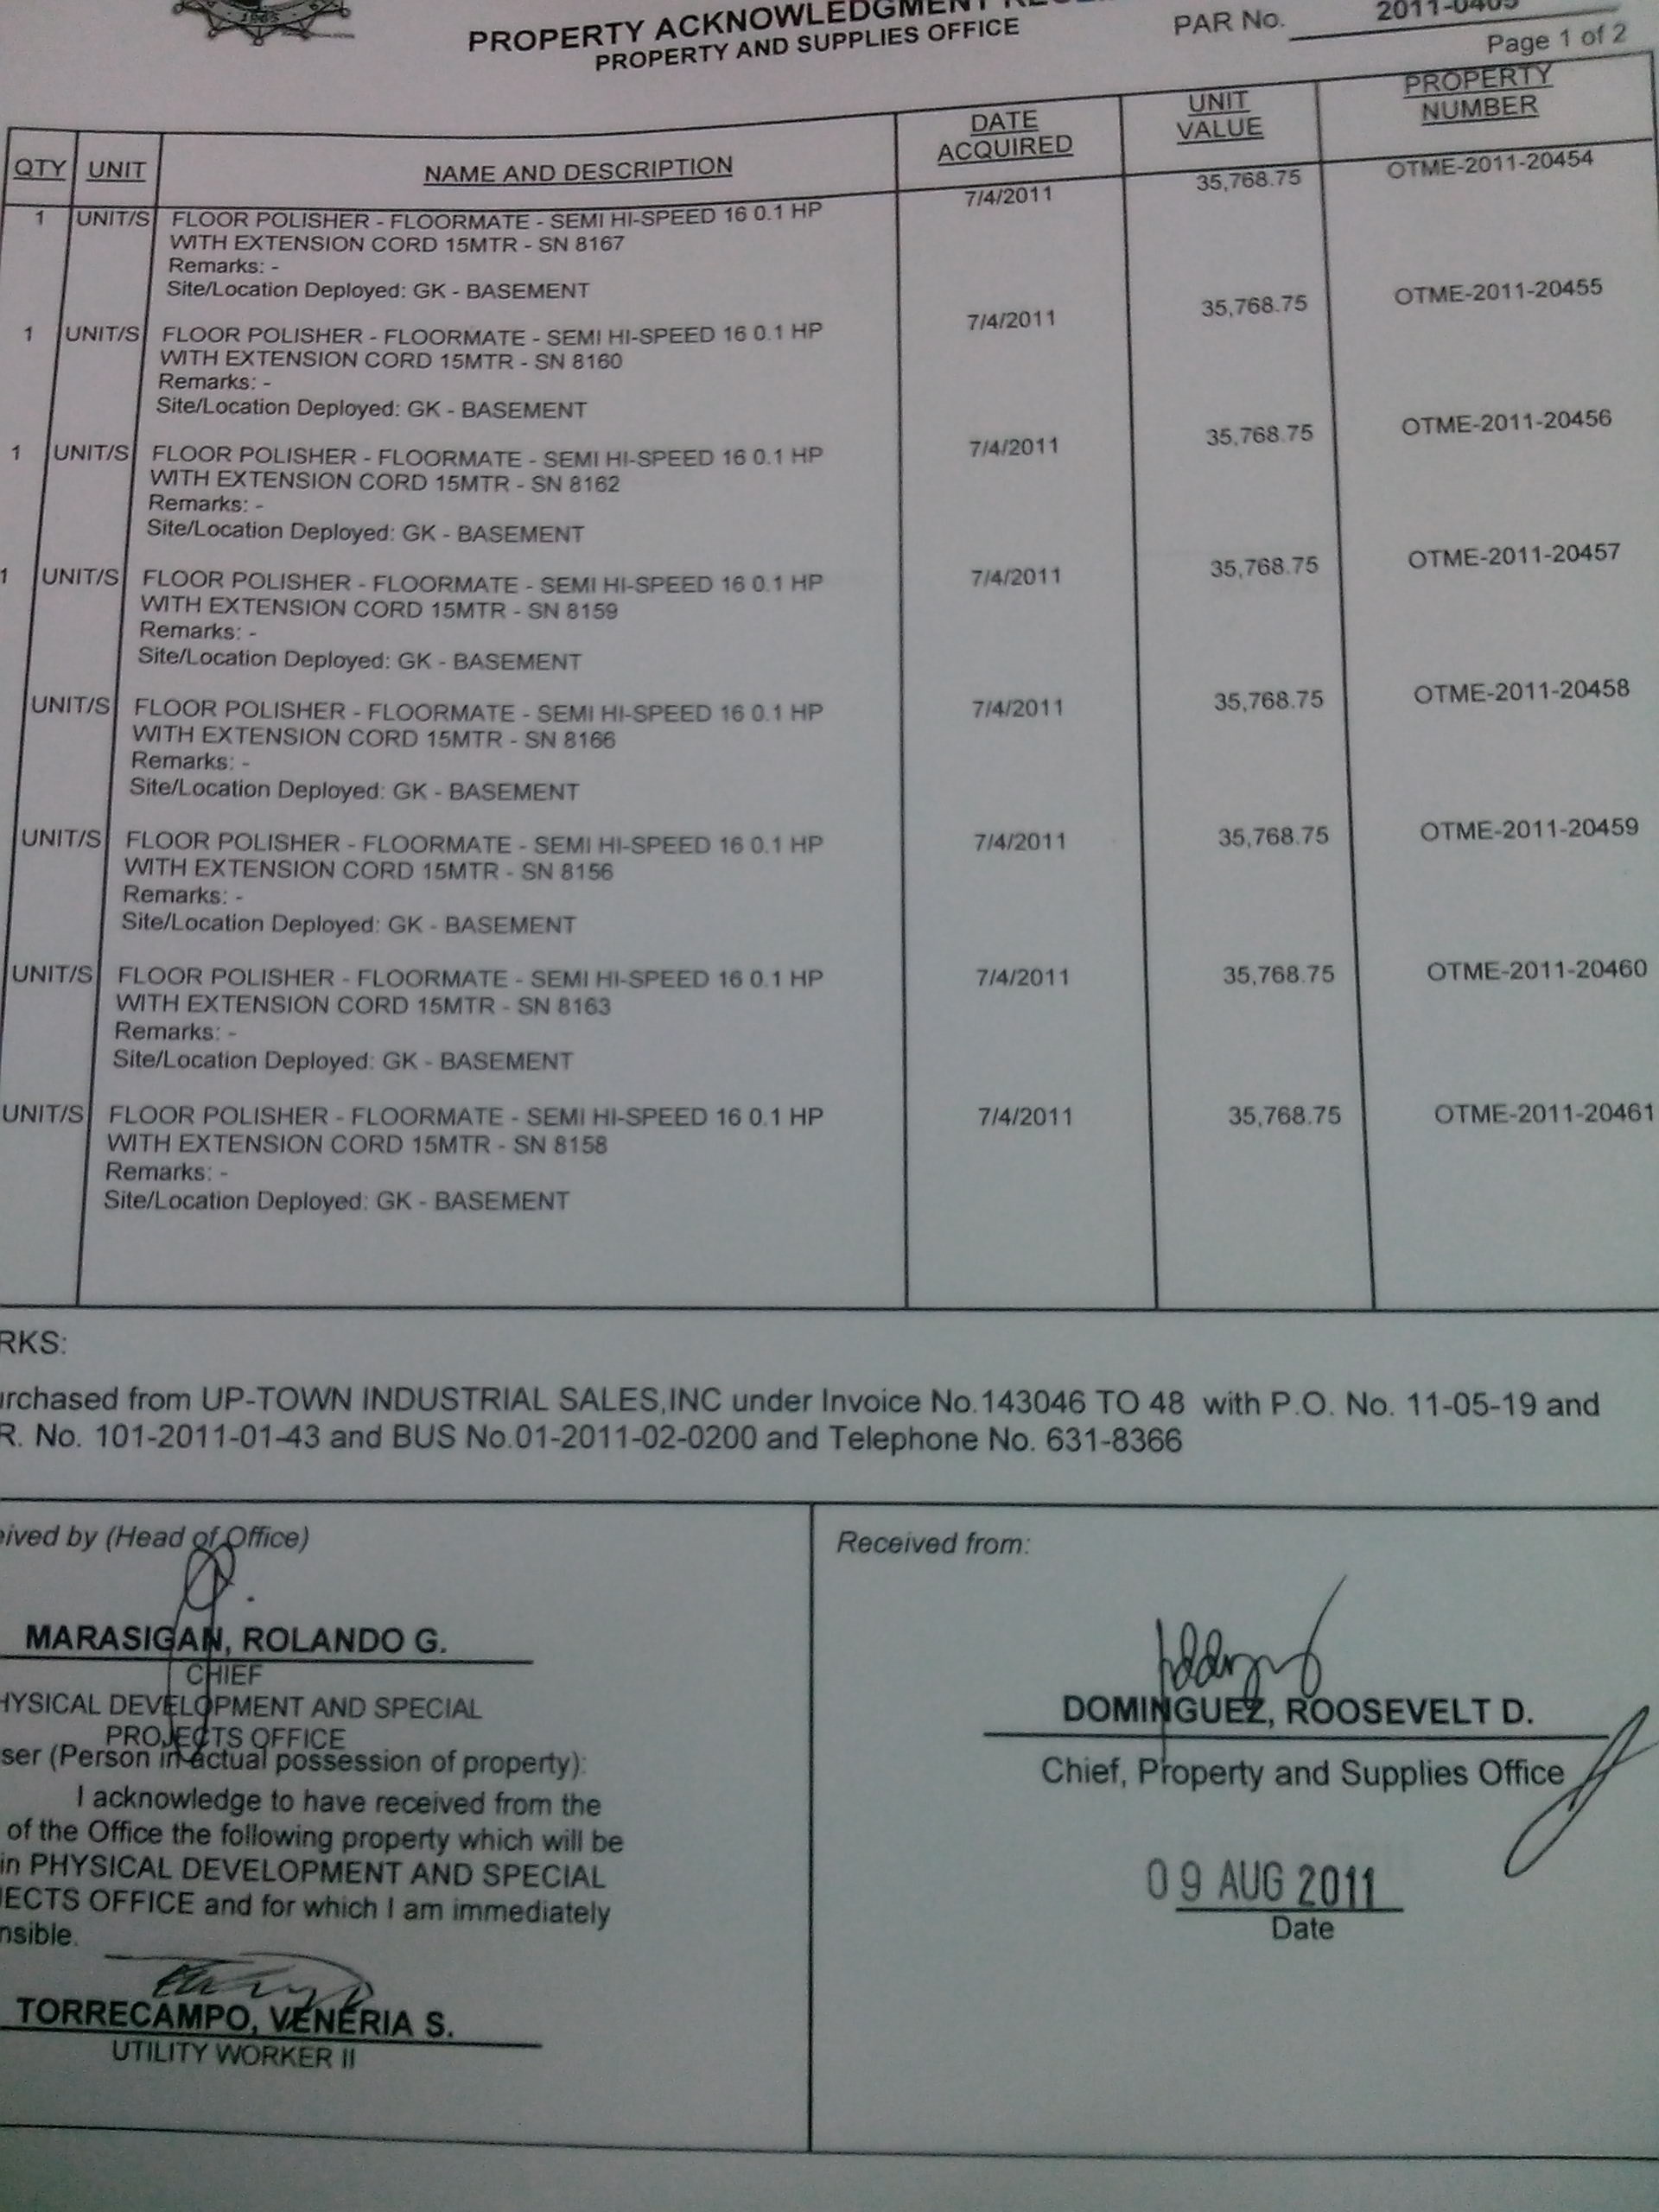 1965
PROPERTY ACKNOWLEDGMENT
PROPERTY AND SUPPLIES OFFICE
PAR No. 2011-0405
Page 1 of 2
QTY UNIT NAME AND DESCRIPTION DATE ACQUIRED UNIT VALUE PROPERTY NUMBER
1 UNIT/S FLOOR POLISHER - FLOORMATE - SEMI HI-SPEED 16 0.1 HP 7/4/2011 35,768.75 OTME-2011-20454
WITH EXTENSION CORD 15MTR - SN 8167
Remarks: -
Site/Location Deployed: GK - BASEMENT
1 UNIT/S FLOOR POLISHER - FLOORMATE - SEMI HI-SPEED 16 0.1 HP 7/4/2011 35,768.75 OTME-2011-20455
WITH EXTENSION CORD 15MTR - SN 8160
Remarks: -
Site/Location Deployed: GK - BASEMENT
1 UNIT/S FLOOR POLISHER - FLOORMATE - SEMI HI-SPEED 16 0.1 HP 7/4/2011 35,768.75 OTME-2011-20456
WITH EXTENSION CORD 15MTR - SN 8162
Remarks: -
Site/Location Deployed: GK - BASEMENT
1 UNIT/S FLOOR POLISHER - FLOORMATE - SEMI HI-SPEED 16 0.1 HP 7/4/2011 35,768.75 OTME-2011-20457
WITH EXTENSION CORD 15MTR - SN 8159
Remarks: -
Site/Location Deployed: GK - BASEMENT
UNIT/S FLOOR POLISHER - FLOORMATE - SEMI HI-SPEED 16 0.1 HP 7/4/2011 35,768.75 OTME-2011-20458
WITH EXTENSION CORD 15MTR - SN 8166
Remarks: -
Site/Location Deployed: GK - BASEMENT
UNIT/S FLOOR POLISHER - FLOORMATE - SEMI HI-SPEED 16 0.1 HP 7/4/2011 35,768.75 OTME-2011-20459
WITH EXTENSION CORD 15MTR - SN 8156
Remarks: -
Site/Location Deployed: GK - BASEMENT
UNIT/S FLOOR POLISHER - FLOORMATE - SEMI HI-SPEED 16 0.1 HP 7/4/2011 35,768.75 OTME-2011-20460
WITH EXTENSION CORD 15MTR - SN 8163
Remarks: -
Site/Location Deployed: GK - BASEMENT
UNIT/S FLOOR POLISHER - FLOORMATE - SEMI HI-SPEED 16 0.1 HP 7/4/2011 35,768.75 OTME-2011-20461
WITH EXTENSION CORD 15MTR - SN 8158
Remarks: -
Site/Location Deployed: GK - BASEMENT
RKS:
urchased from UP-TOWN INDUSTRIAL SALES,INC under Invoice No.143046 TO 48 with P.O. No. 11-05-19 and
R. No. 101-2011-01-43 and BUS No.01-2011-02-0200 and Telephone No. 631-8366
eived by (Head of Office)
MARASIGAN, ROLANDO G.
CHIEF
HYSICAL DEVELOPMENT AND SPECIAL
PROJECTS OFFICE
ser (Person in actual possession of property):
I acknowledge to have received from the
of the Office the following property which will be
in PHYSICAL DEVELOPMENT AND SPECIAL
JECTS OFFICE and for which I am immediately
nsible.
TORRECAMPO, VENERIA S.
UTILITY WORKER II
Received from:
DOMINGUEZ, ROOSEVELT D.
Chief, Property and Supplies Office
09 AUG 2011
Date